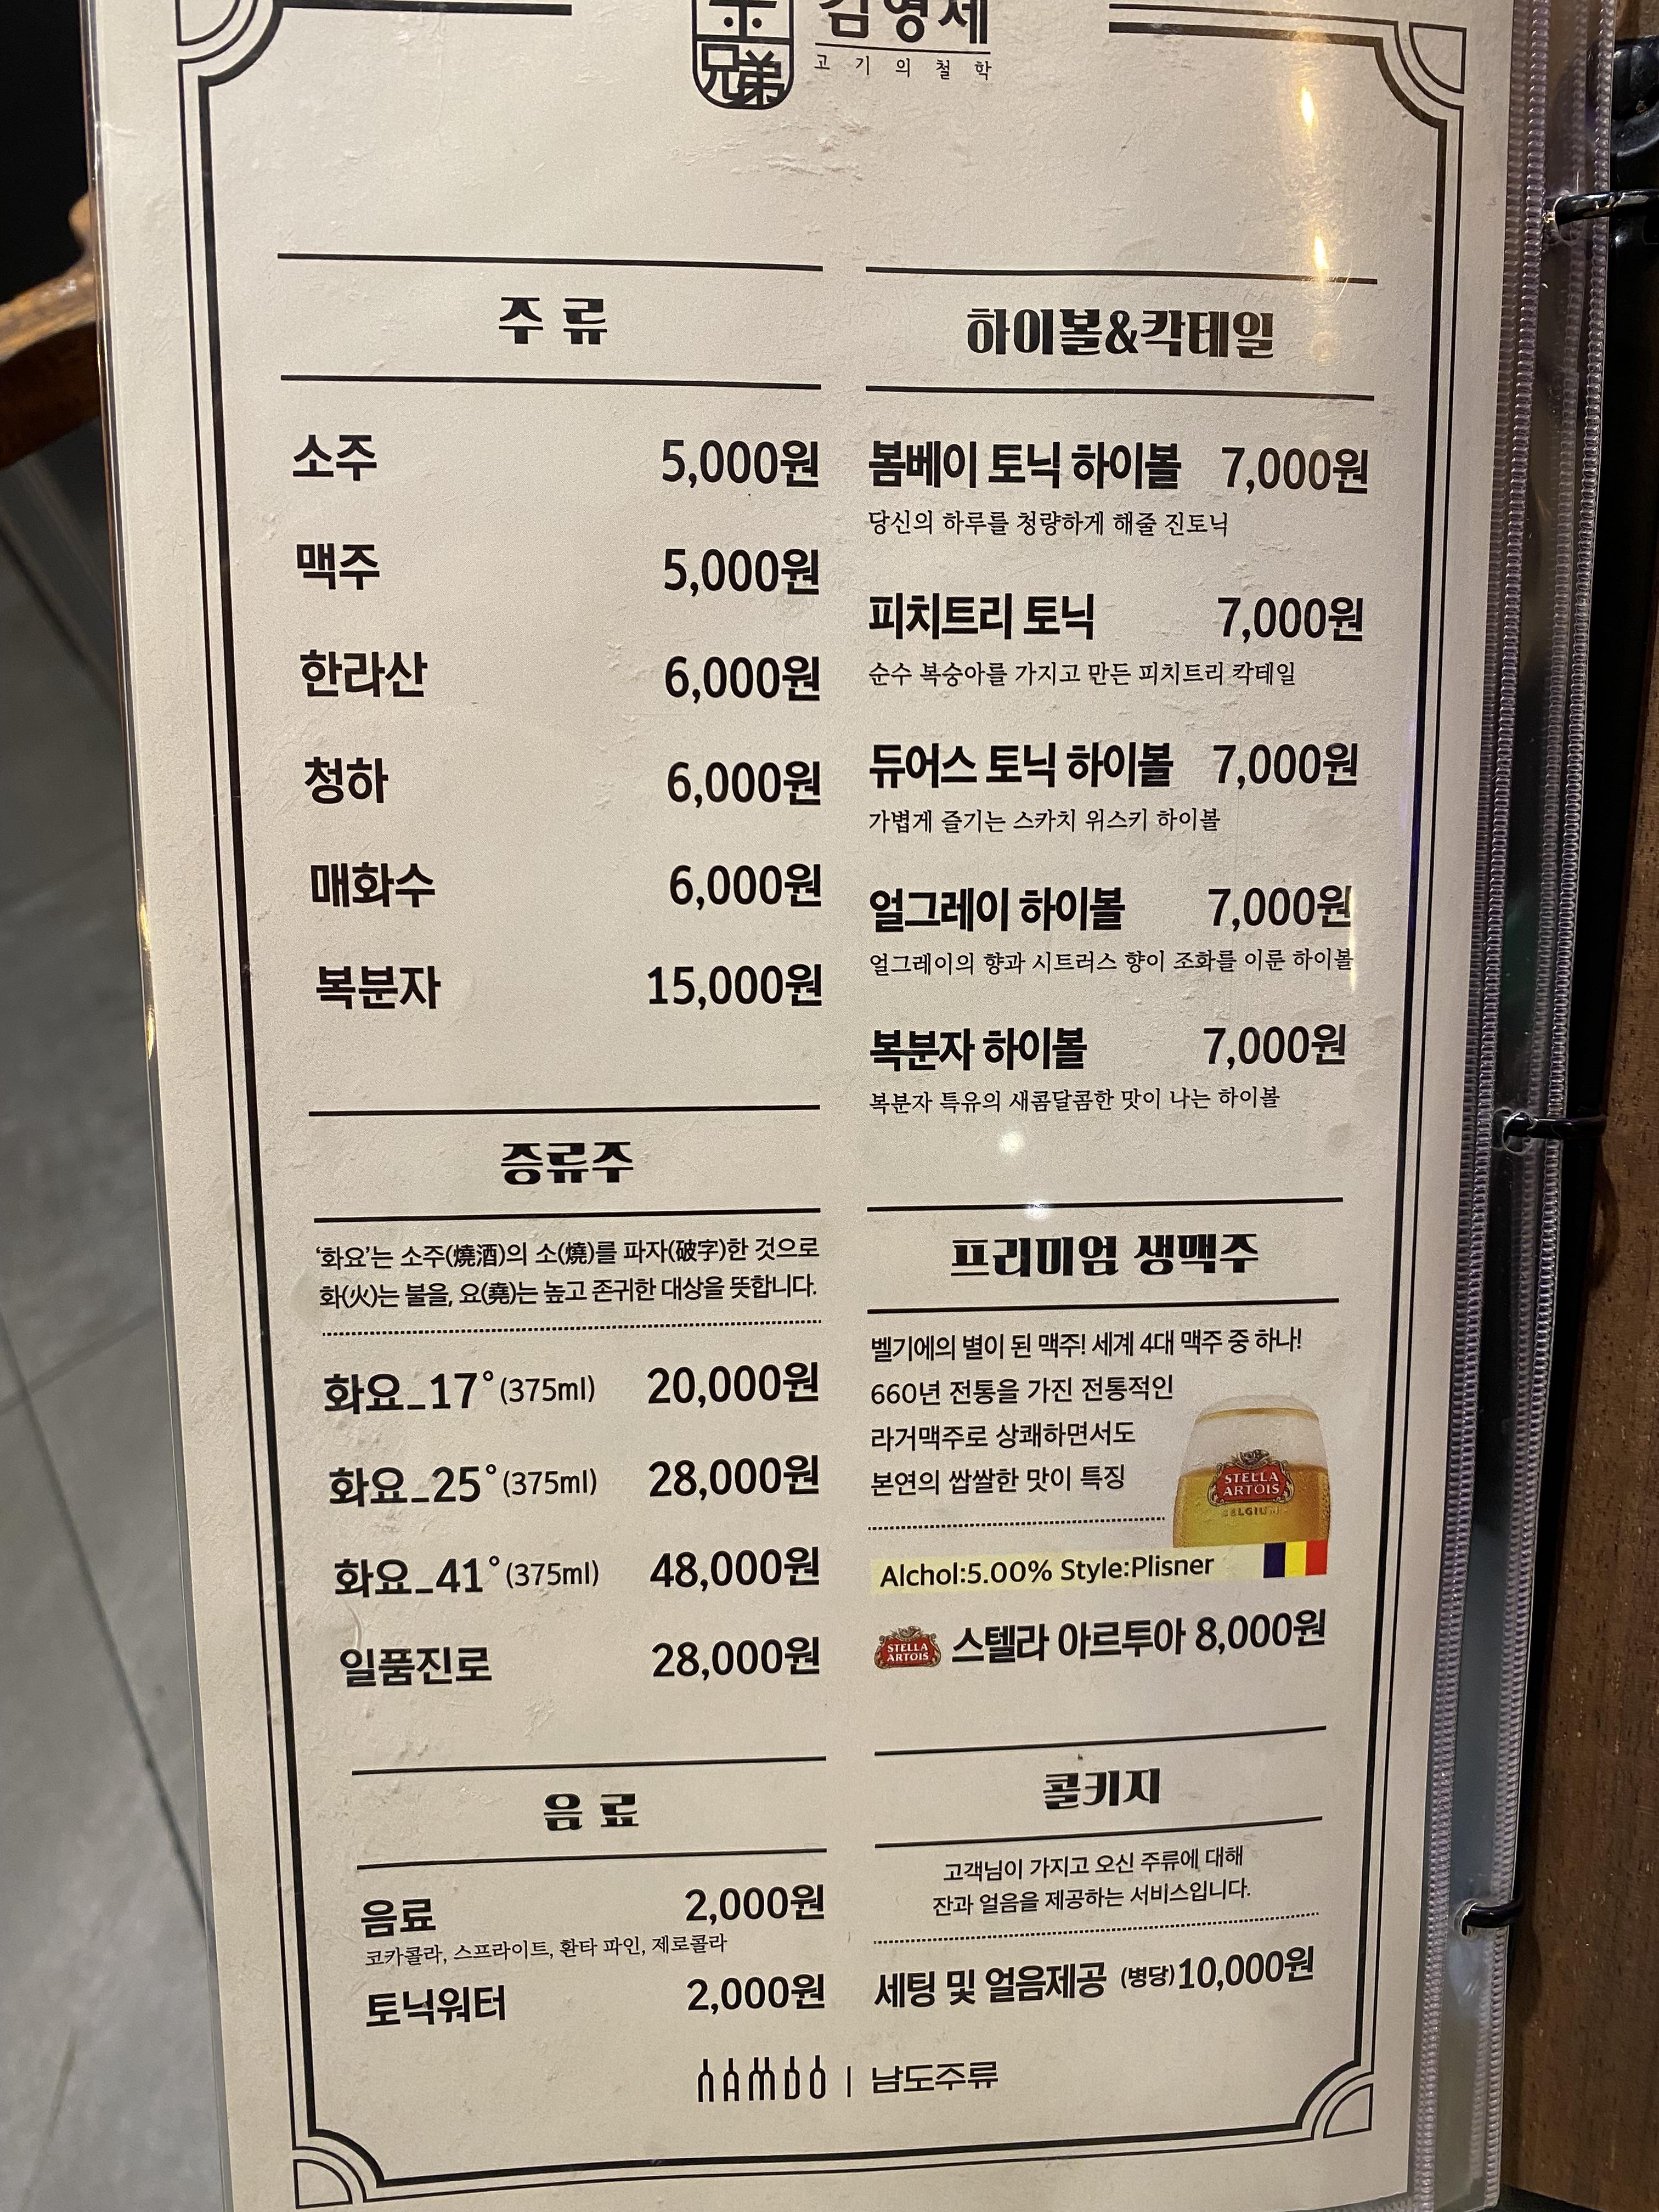 兄弟
김형제
고기의철학
주류
소주 5,000원
맥주 5,000원
한라산 6,000원
청하 6,000원
매화수 6,000원
복분자 15,000원
증류주
‘화요’는 소주(燒酒)의 소(燒)를 파자(破字)한 것으로
화(火)는 불을, 요(堯)는 높고 존귀한 대상을 뜻합니다.
화요_17°(375ml) 20,000원
화요_25°(375ml) 28,000원
화요_41°(375ml) 48,000원
일품진로 28,000원
음료
음료 2,000원
코카콜라, 스프라이트, 환타 파인, 제로콜라
토닉워터 2,000원
하이볼&칵테일
봄베이 토닉 하이볼 7,000원
당신의 하루를 청량하게 해줄 진토닉
피치트리 토닉 7,000원
순수 복숭아를 가지고 만든 피치트리 칵테일
듀어스 토닉 하이볼 7,000원
가볍게 즐기는 스카치 위스키 하이볼
얼그레이 하이볼 7,000원
얼그레이의 향과 시트러스 향이 조화를 이룬 하이볼
복분자 하이볼 7,000원
복분자 특유의 새콤달콤한 맛이 나는 하이볼
프리미엄 생맥주
벨기에의 별이 된 맥주! 세계 4대 맥주 중 하나!
660년 전통을 가진 전통적인
라거맥주로 상쾌하면서도
본연의 쌉쌀한 맛이 특징
STELLA
ARTOIS
BELGIUM
Alchol:5.00% Style:Plisner
STELLA
ARTOIS
스텔라 아르투아 8,000원
콜키지
고객님이 가지고 오신 주류에 대해
잔과 얼음을 제공하는 서비스입니다.
세팅 및 얼음제공 (병당)10,000원
NAMDO | 남도주류